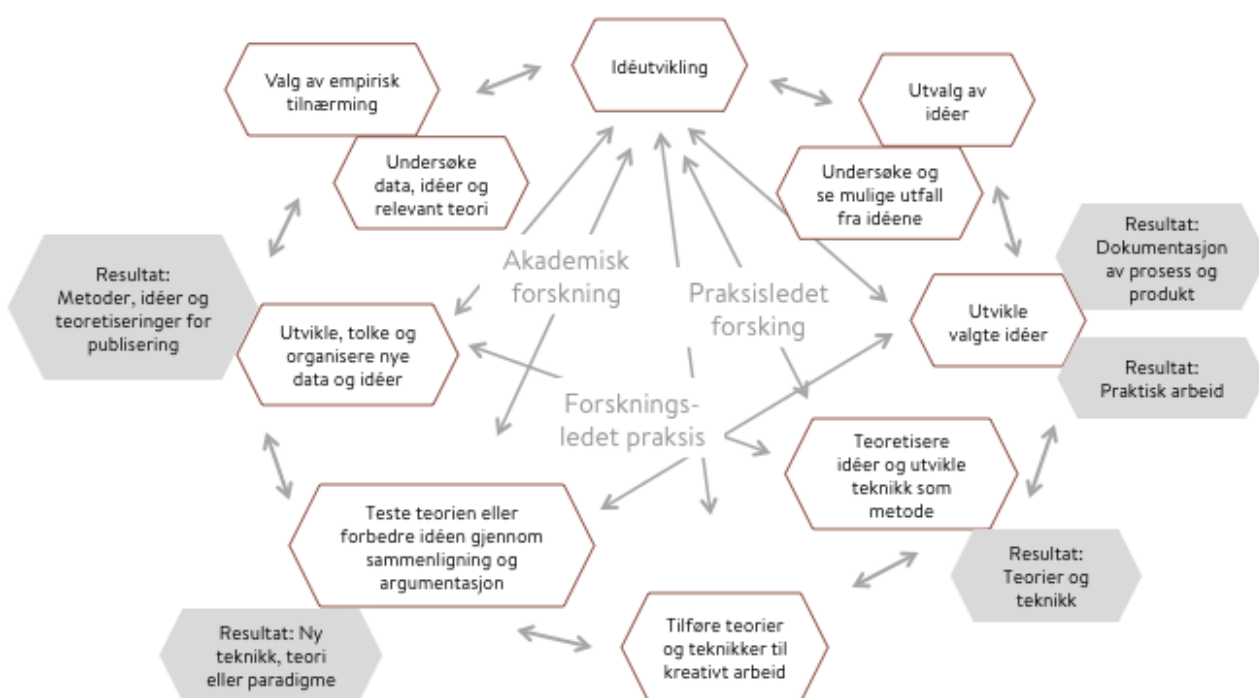 Idéutvikling
Valg av empirisk
tilnærming
Undersøke
data, idéer og
relevant teori
Utvalg av
idéer
Undersøke og
se mulige utfall
fra idéene
Resultat:
Metoder, idéer og
teoretiseringer for
publisering
Utvikle, tolke og
organisere nye
data og idéer
Akademisk
forskning
Praksisledet
forsking
Forsknings-
ledet praksis
Utvikle
valgte idéer
Resultat:
Dokumentasjon
av prosess og
produkt
Resultat:
Praktisk arbeid
Teoretisere
idéer og utvikle
teknikk som
metode
Resultat:
Teorier og
teknikk
Teste teorien eller
forbedre idéen gjennom
sammenligning og
argumentasjon
Resultat: Ny
teknikk, teori
eller paradigme
Tilføre teorier
og teknikker til
kreativt arbeid